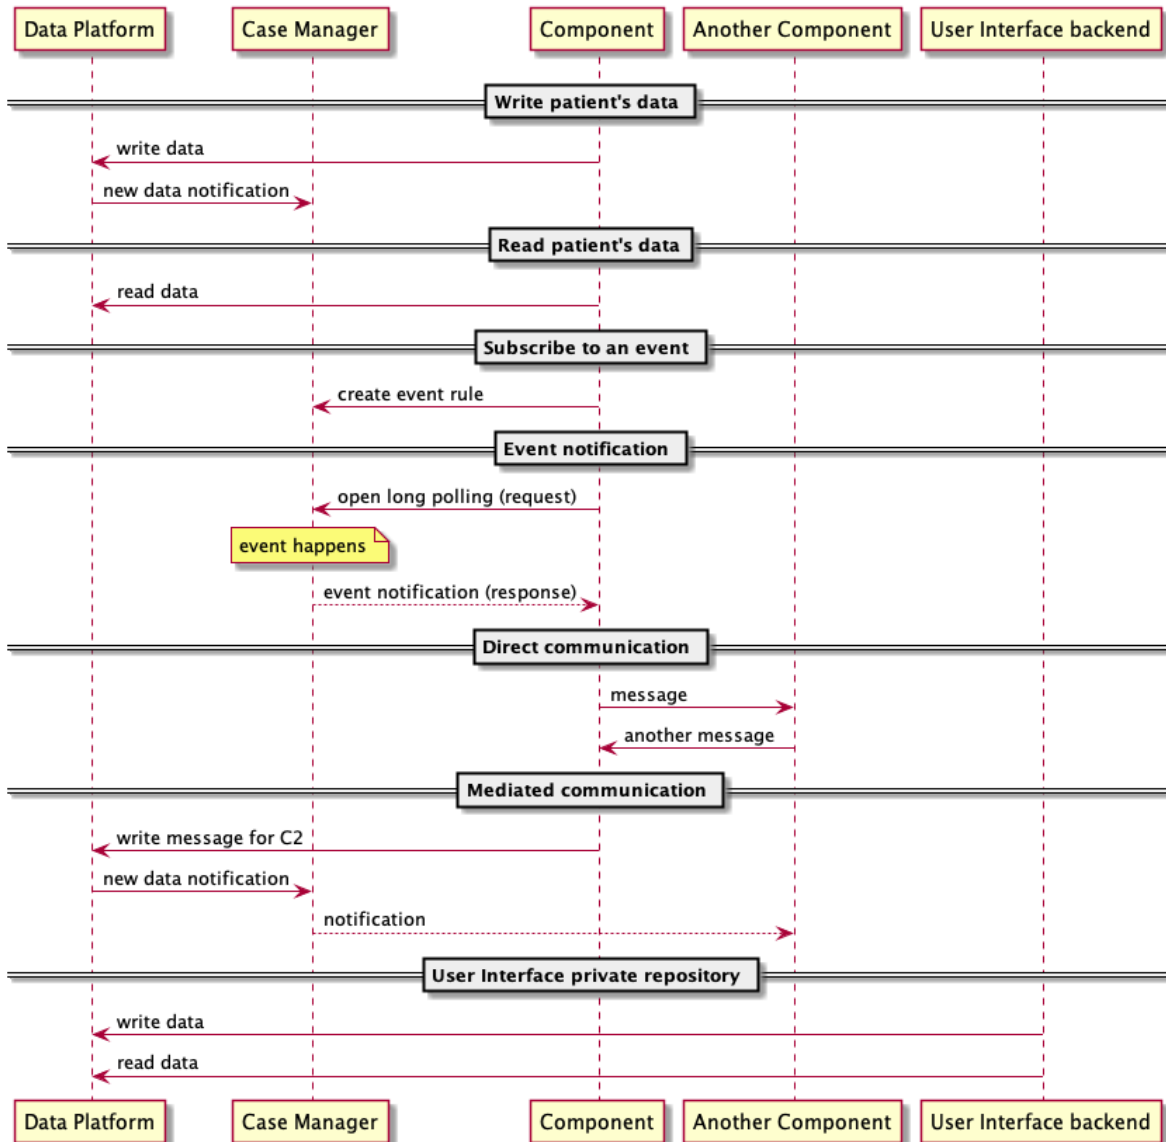 Data Platform
Case Manager
Component
Another Component
User Interface backend
Write patient's data
write data
new data notification
Read patient's data
read data
Subscribe to an event
create event rule
Event notification
open long polling (request)
event happens
event notification (response)
Direct communication
message
another message
Mediated communication
write message for C2
new data notification
notification
User Interface private repository
write data
read data
Data Platform
Case Manager
Component
Another Component
User Interface backend